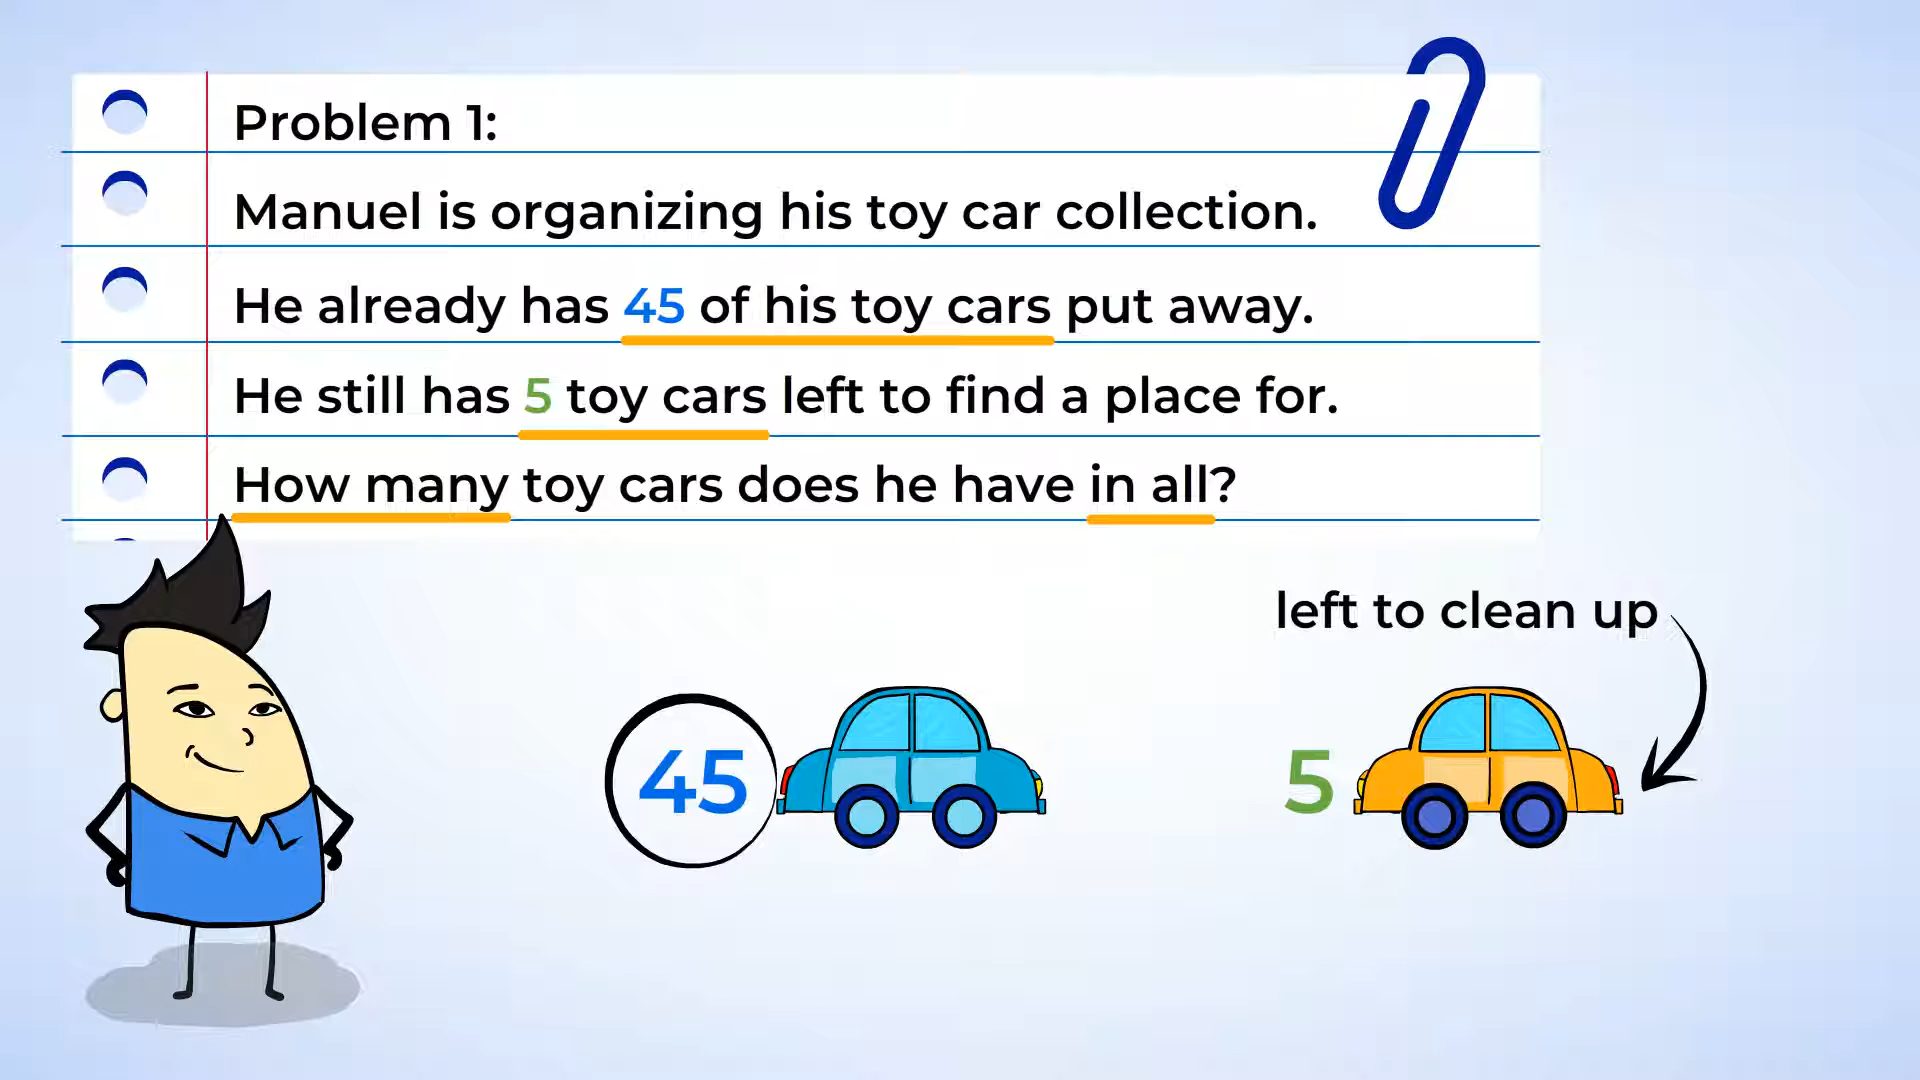 Problem 1:
Manuel is organizing his toy car collection.
He already has 45 of his toy cars put away.
He still has 5 toy cars left to find a place for.
How many toy cars does he have in all?
left to clean up
45
5